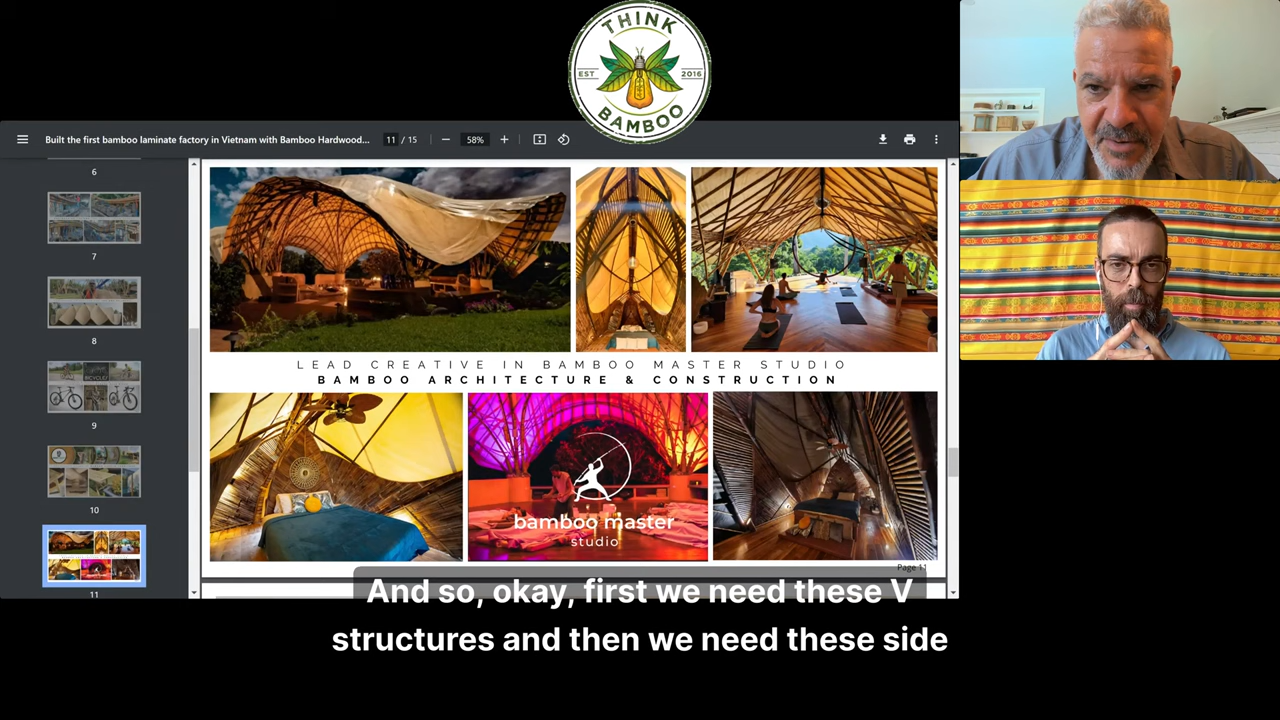 THINK
EST 2016
BAMBOO
Built the first bamboo laminate factory in Vietnam with Bamboo Hardwood...
11 / 15
58%
6
7
8
9
10
11
LEAD CREATIVE IN BAMBOO MASTER STUDIO
BAMBOO ARCHITECTURE & CONSTRUCTION
bamboo master
studio
Page 11
And so, okay, first we need these V
structures and then we need these side